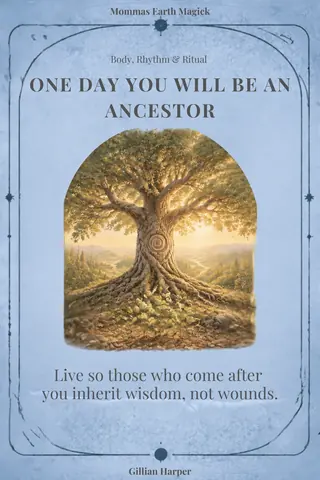 Mommas Earth Magick
Body, Rhythm & Ritual
ONE DAY YOU WILL BE AN
ANCESTOR
Live so those who come after
you inherit wisdom, not wounds.
Gillian Harper